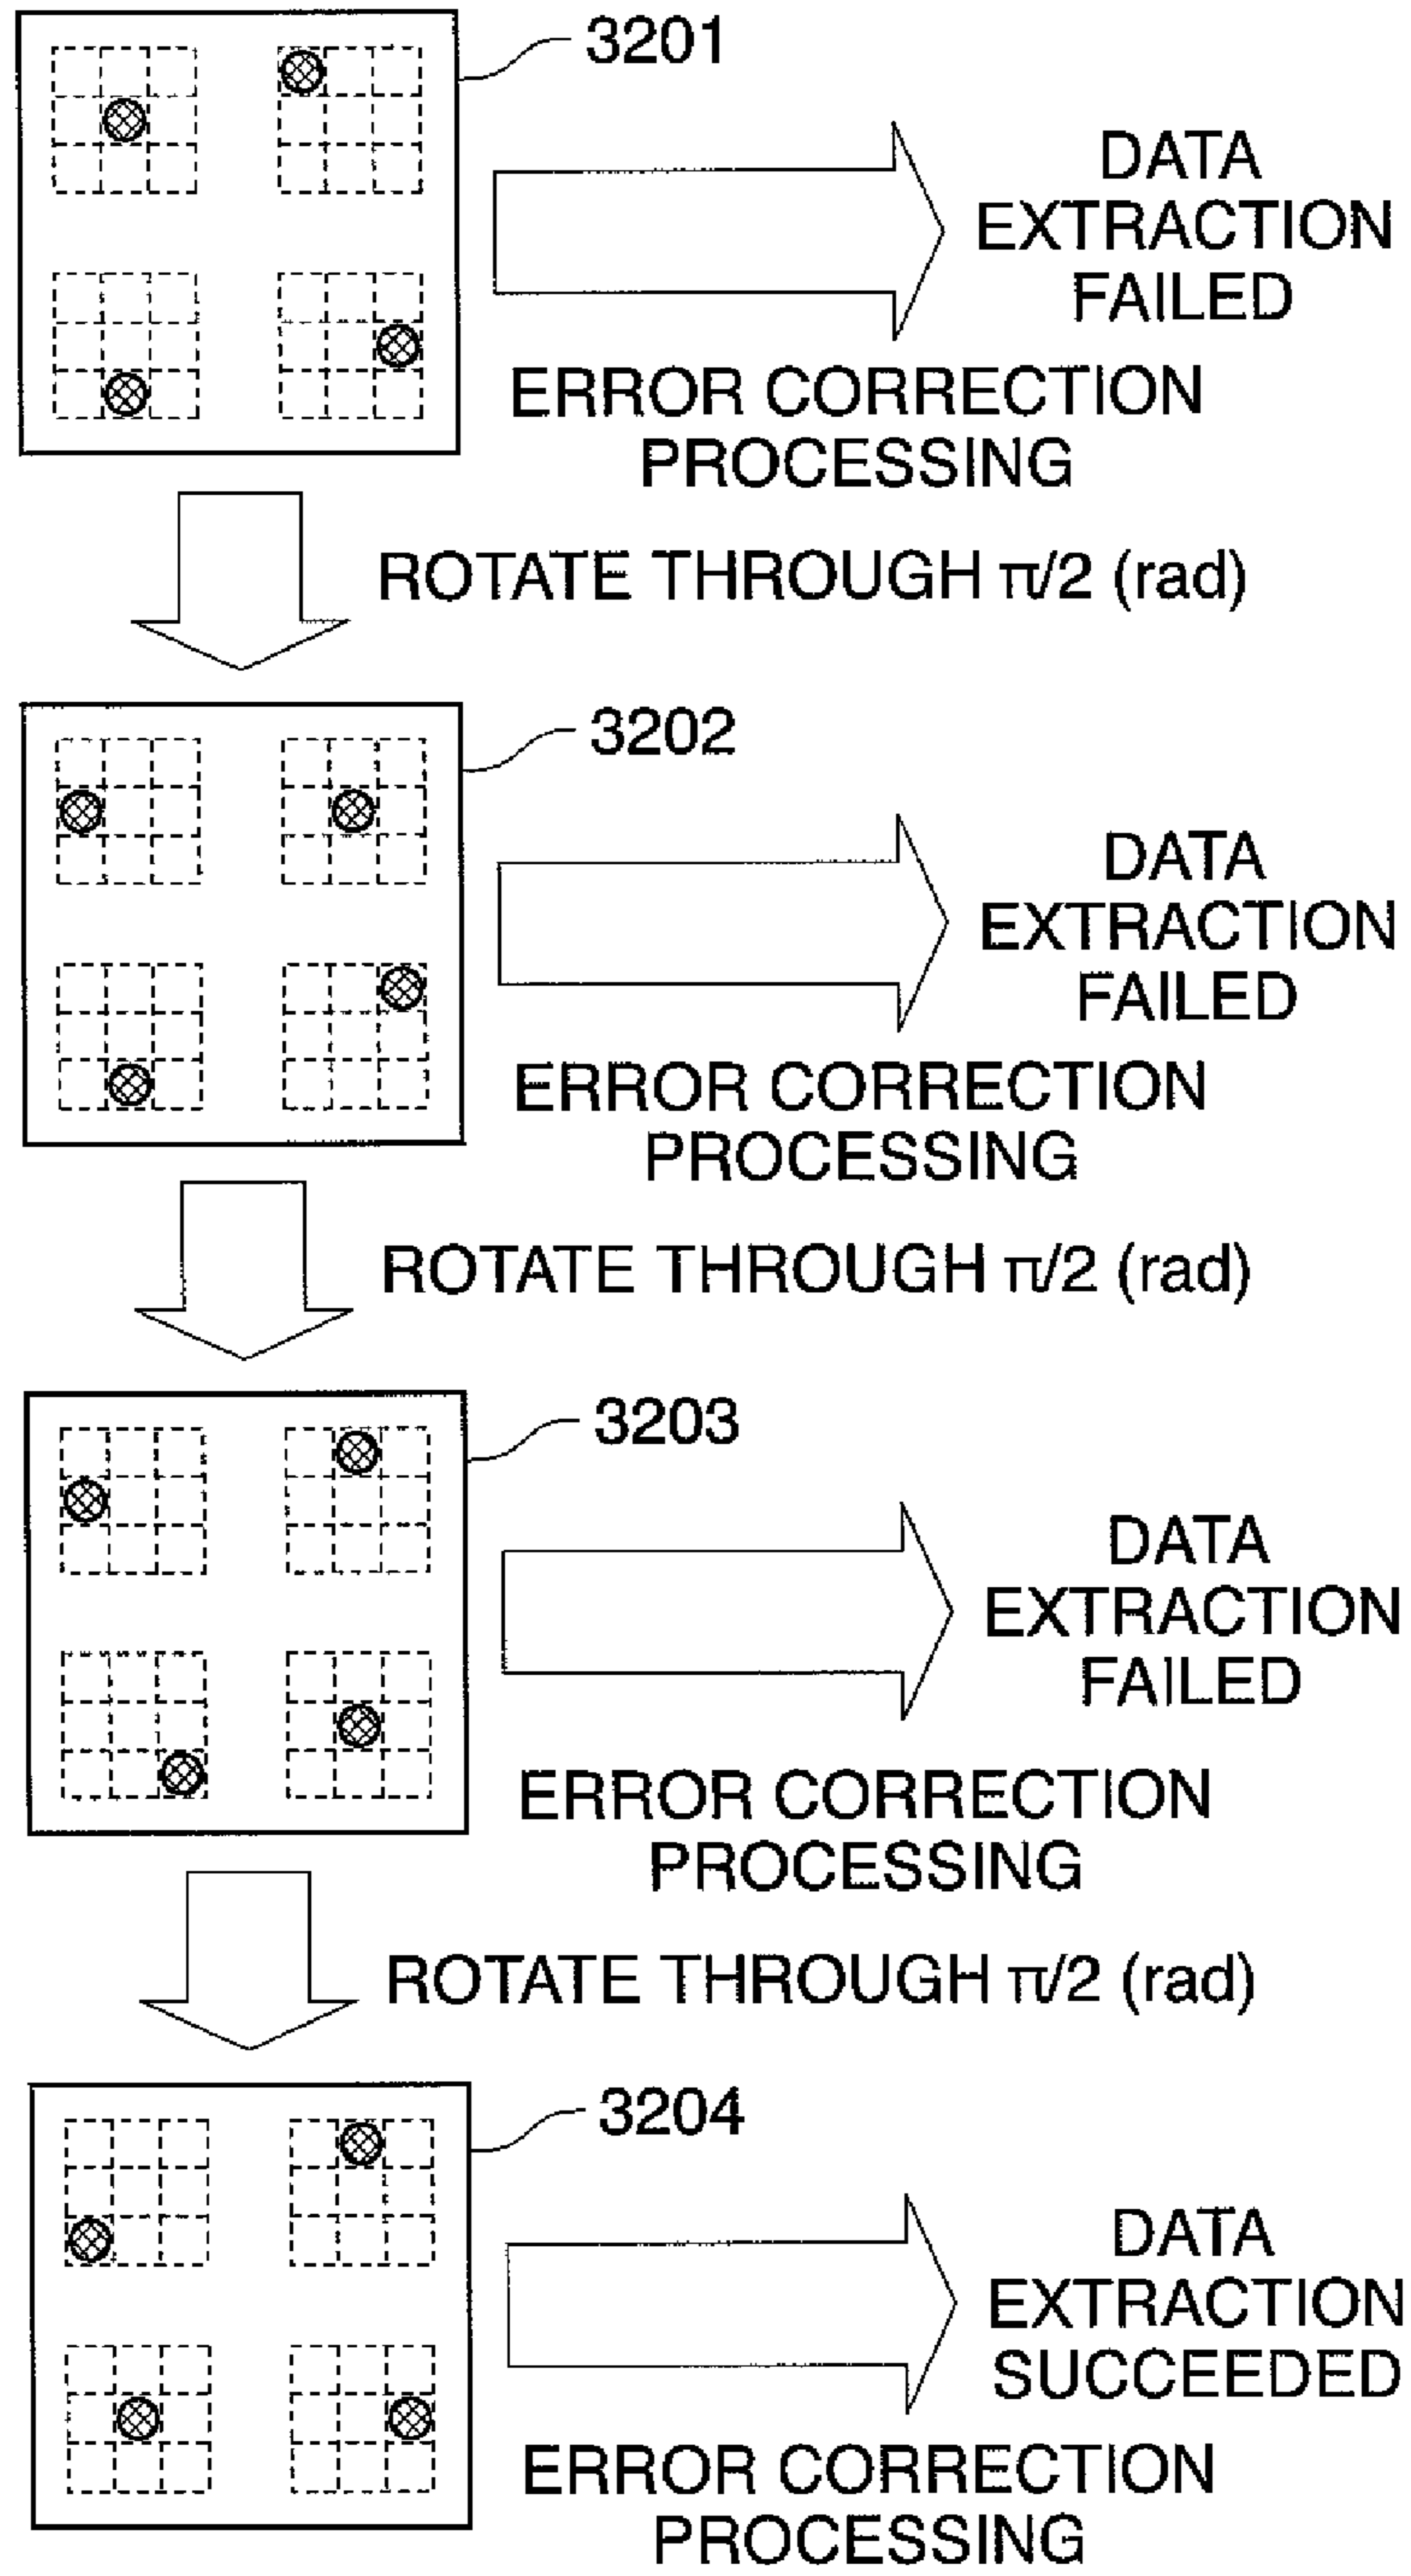 3201
DATA
EXTRACTION
FAILED
ERROR CORRECTION
PROCESSING
ROTATE THROUGH π/2 (rad)
3202
DATA
EXTRACTION
FAILED
ERROR CORRECTION
PROCESSING
ROTATE THROUGH π/2 (rad)
3203
DATA
EXTRACTION
FAILED
ERROR CORRECTION
PROCESSING
ROTATE THROUGH π/2 (rad)
3204
DATA
EXTRACTION
SUCCEEDED
ERROR CORRECTION
PROCESSING